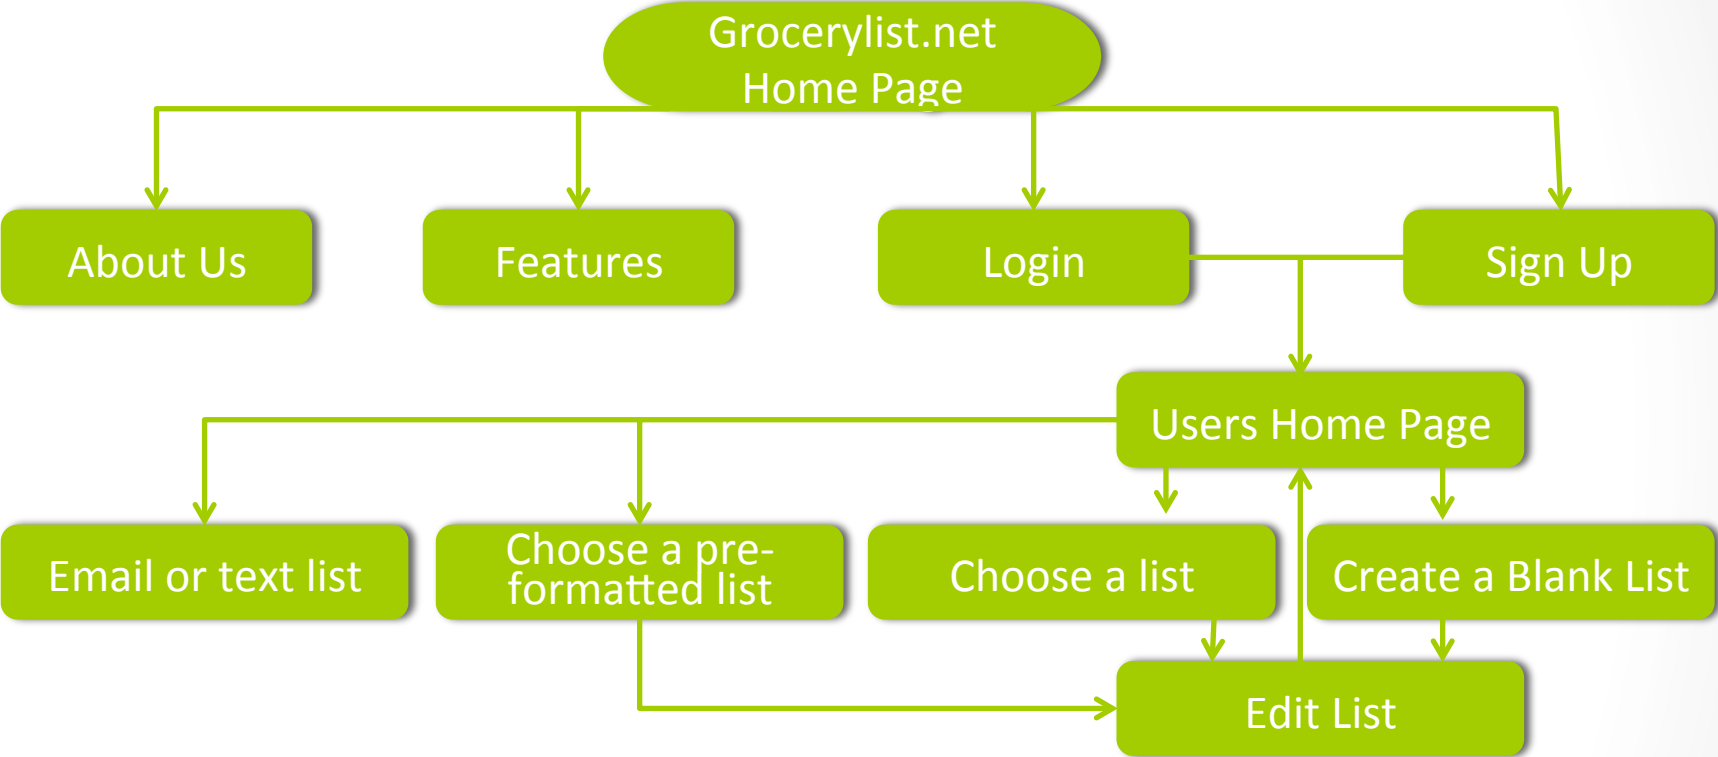 Grocerylist.net
Home Page
About Us
Features
Login
Sign Up
Users Home Page
Email or text list
Choose a pre-
formatted list
Choose a list
Create a Blank List
Edit List